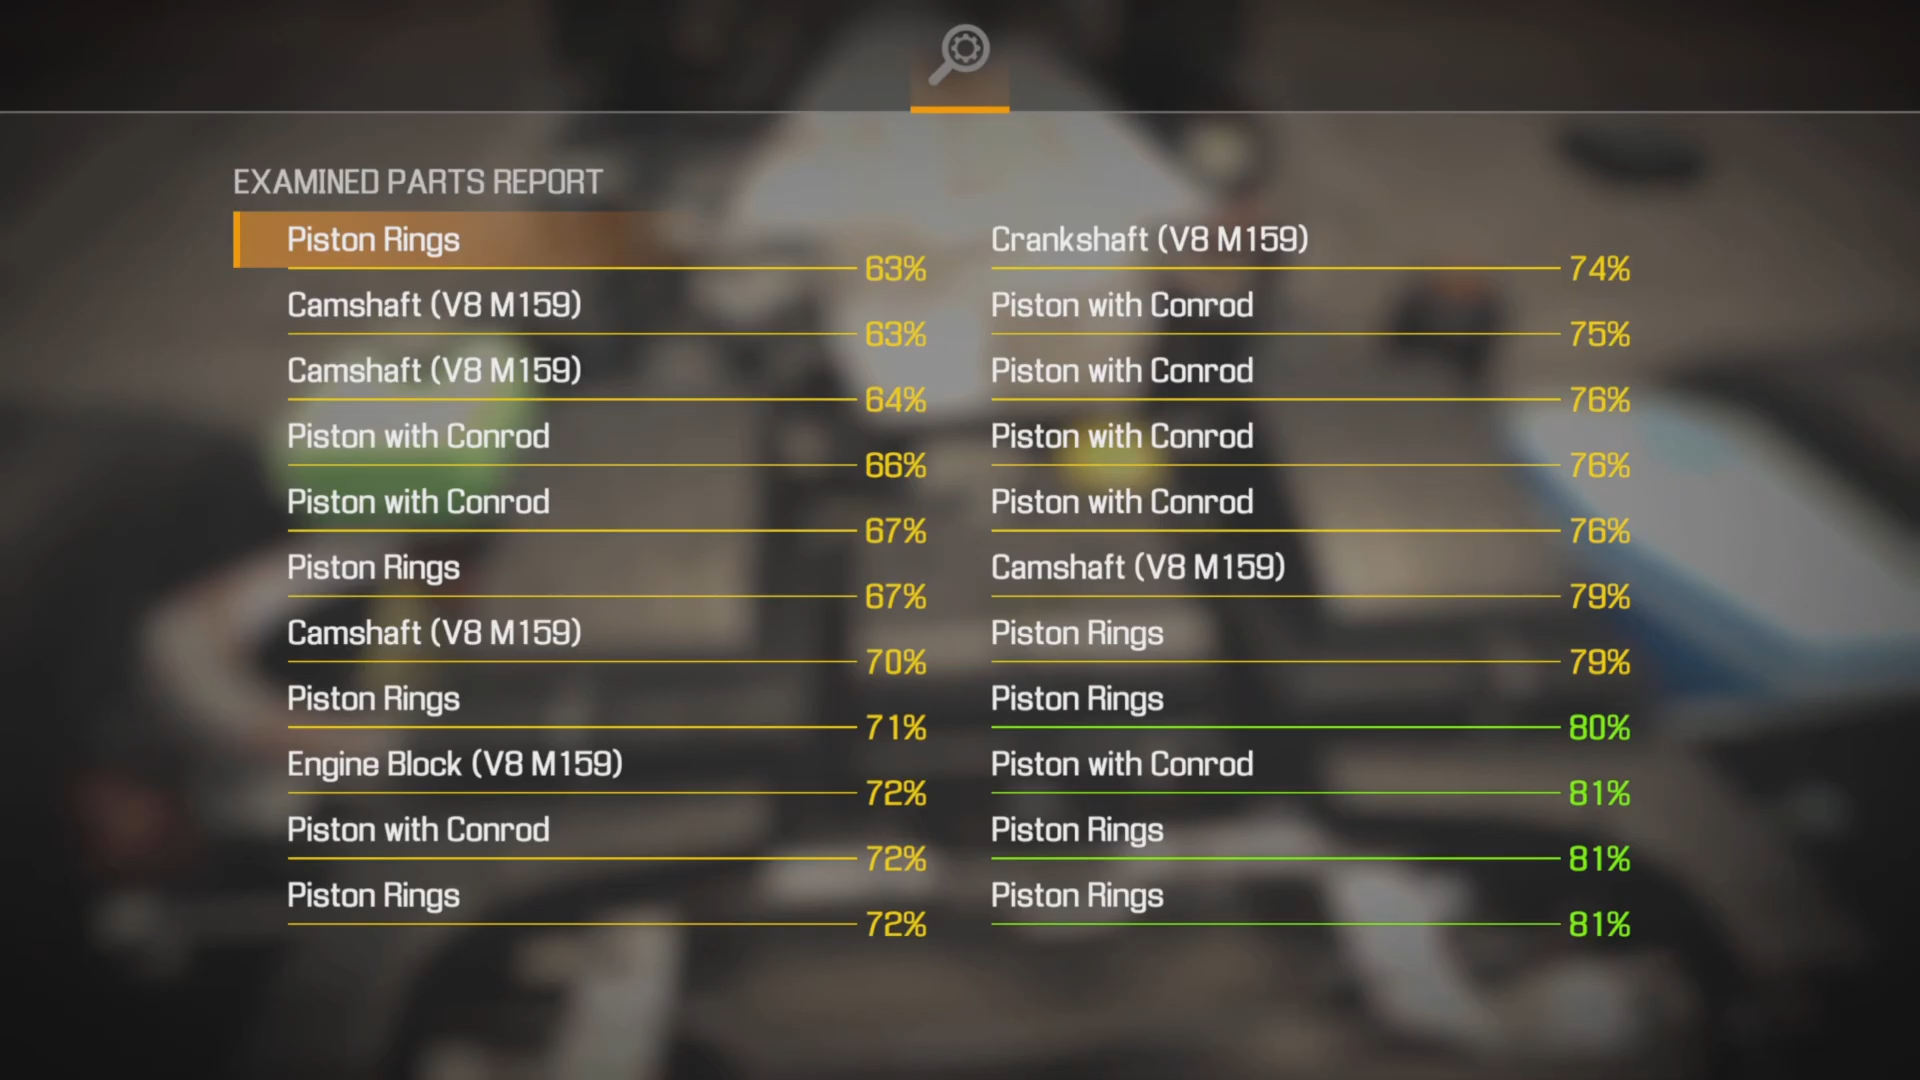 EXAMINED PARTS REPORT
Piston Rings
63%
Camshaft (V8 M159)
63%
Camshaft (V8 M159)
64%
Piston with Conrod
66%
Piston with Conrod
67%
Piston Rings
67%
Camshaft (V8 M159)
70%
Piston Rings
71%
Engine Block (V8 M159)
72%
Piston with Conrod
72%
Piston Rings
72%
Crankshaft (V8 M159)
74%
Piston with Conrod
75%
Piston with Conrod
76%
Piston with Conrod
76%
Piston with Conrod
76%
Camshaft (V8 M159)
79%
Piston Rings
79%
Piston Rings
80%
Piston with Conrod
81%
Piston Rings
81%
Piston Rings
81%